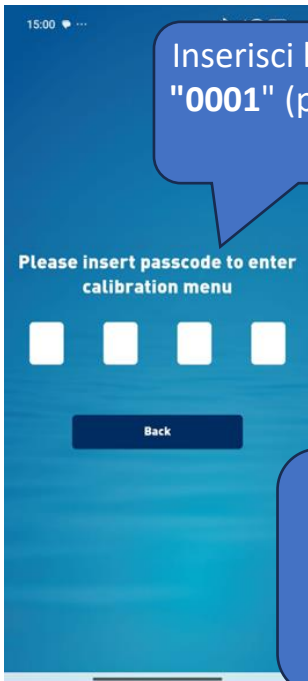 15:00
Inserisci
"0001"
Please insert passcode to enter
calibration menu
Back